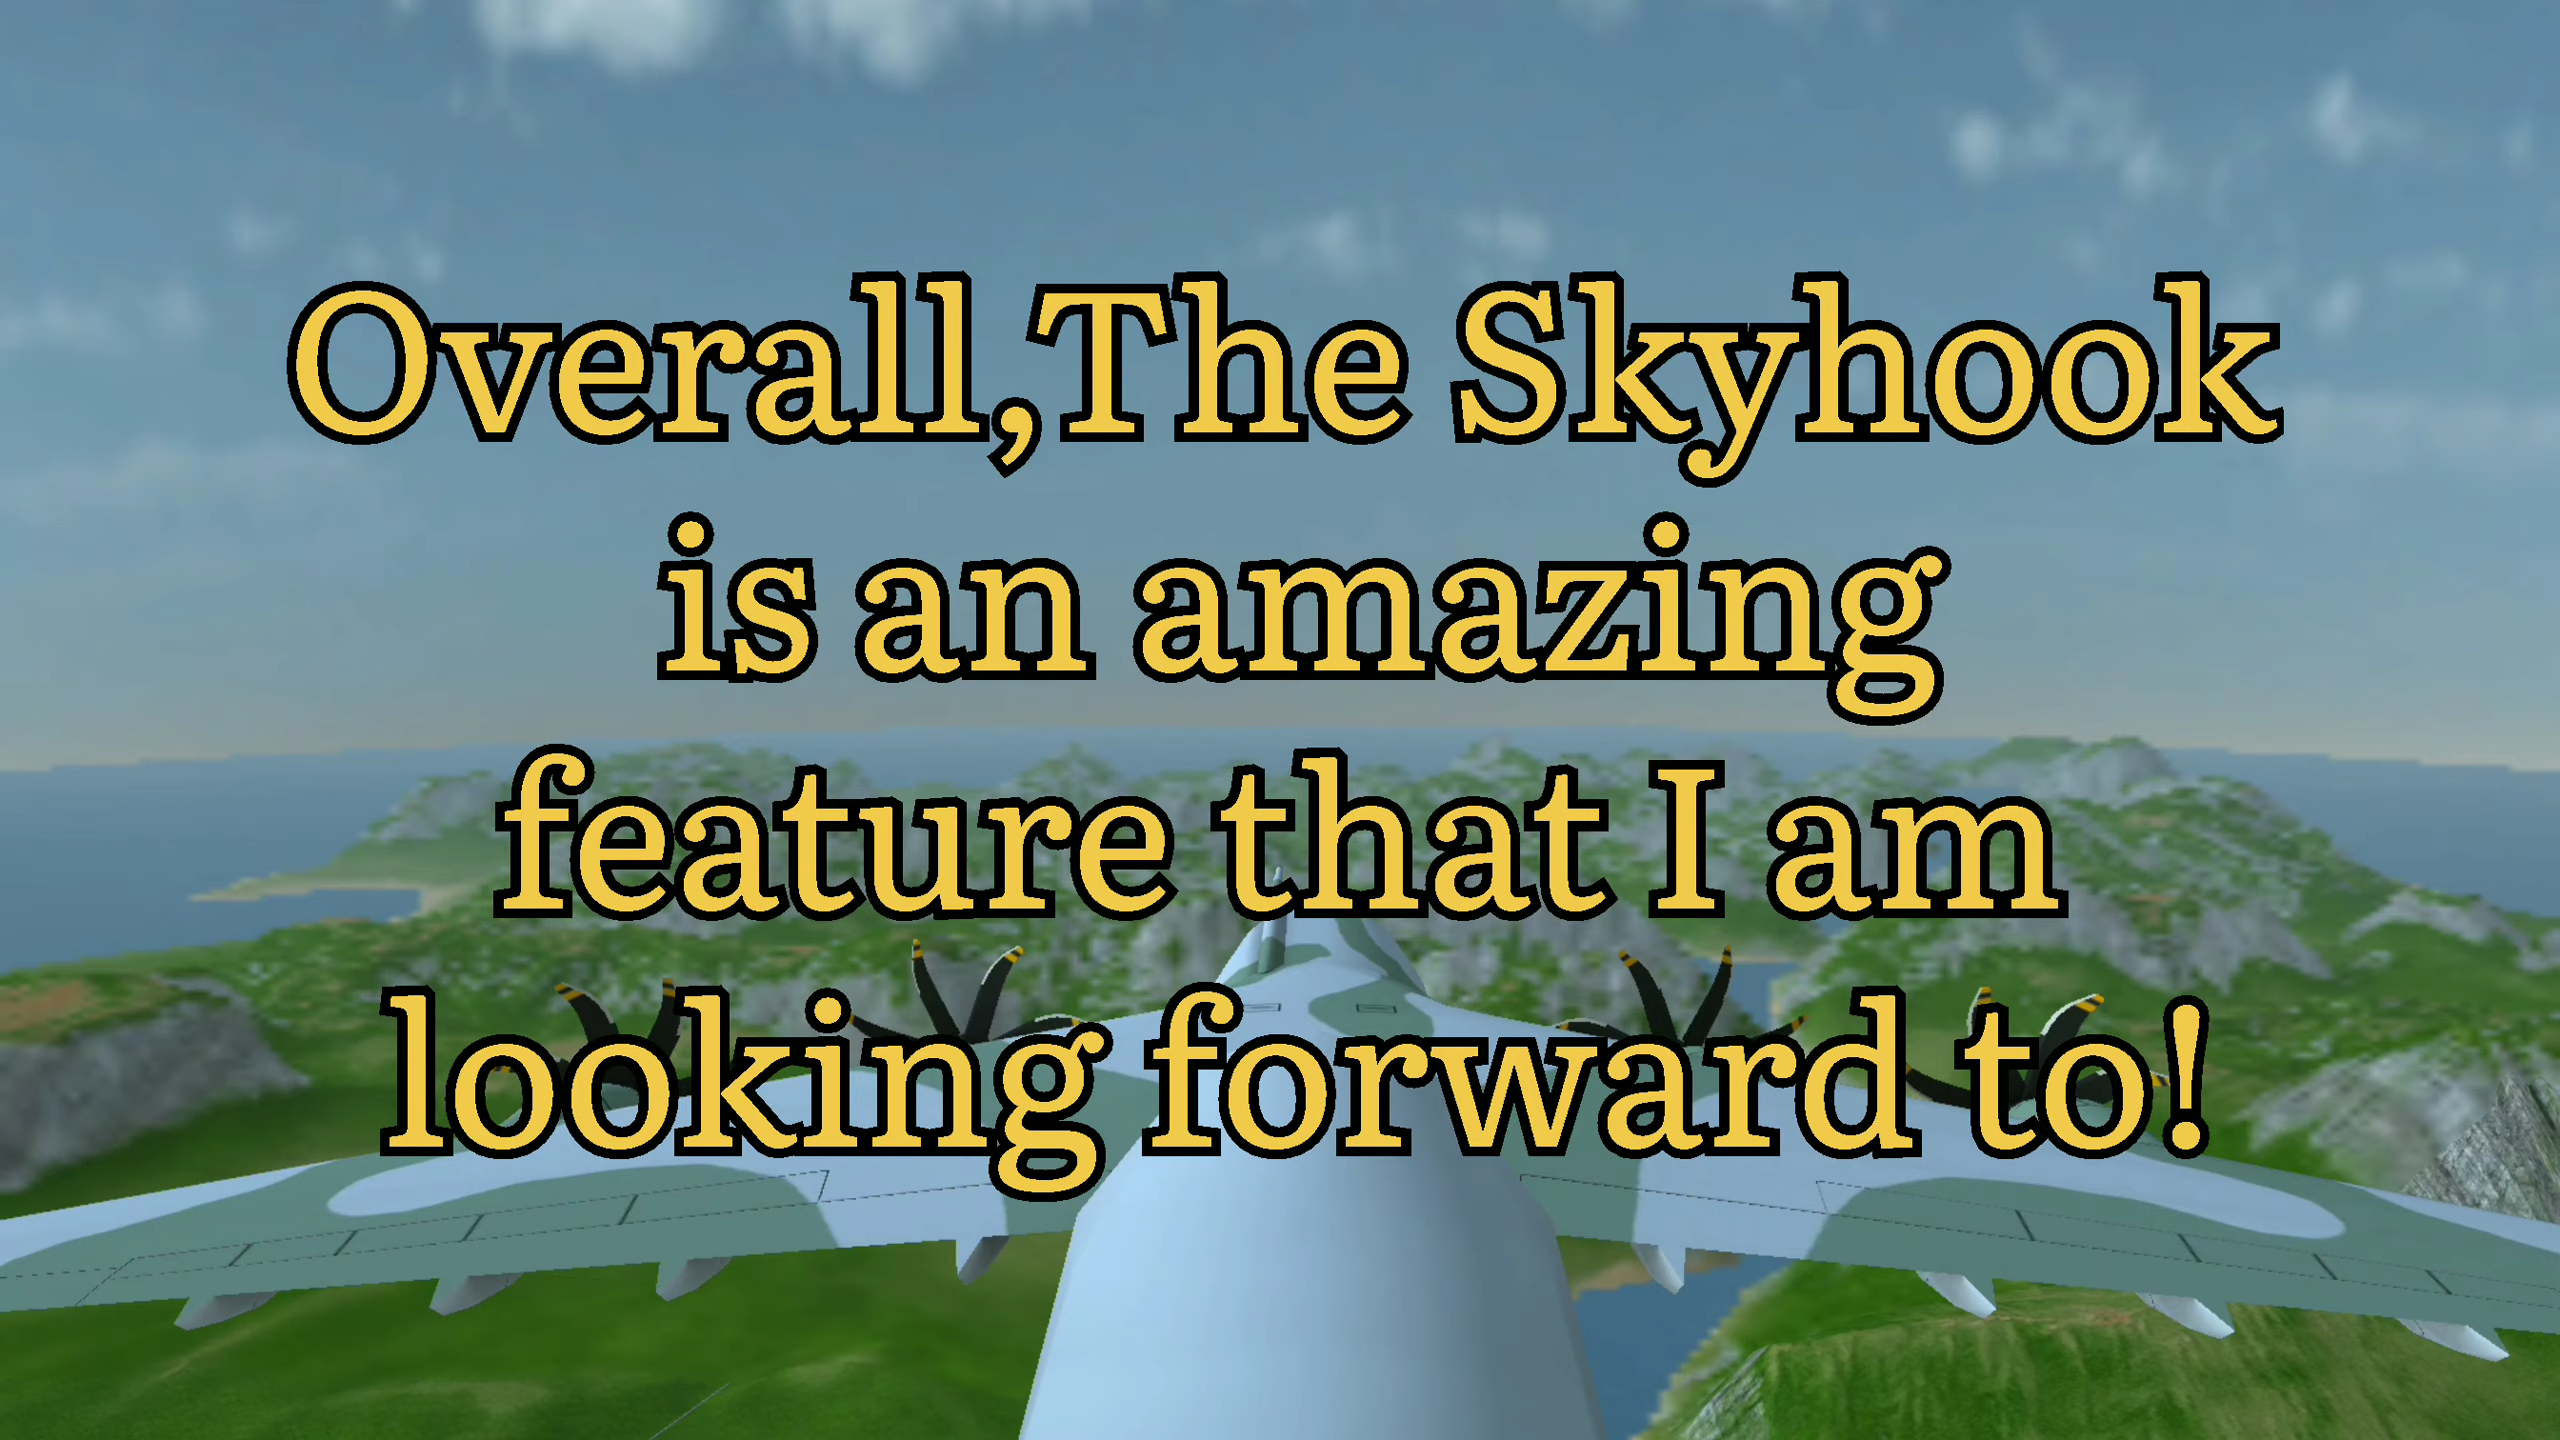 Overall,The Skyhook
is an amazing
feature that I am
looking forward to!